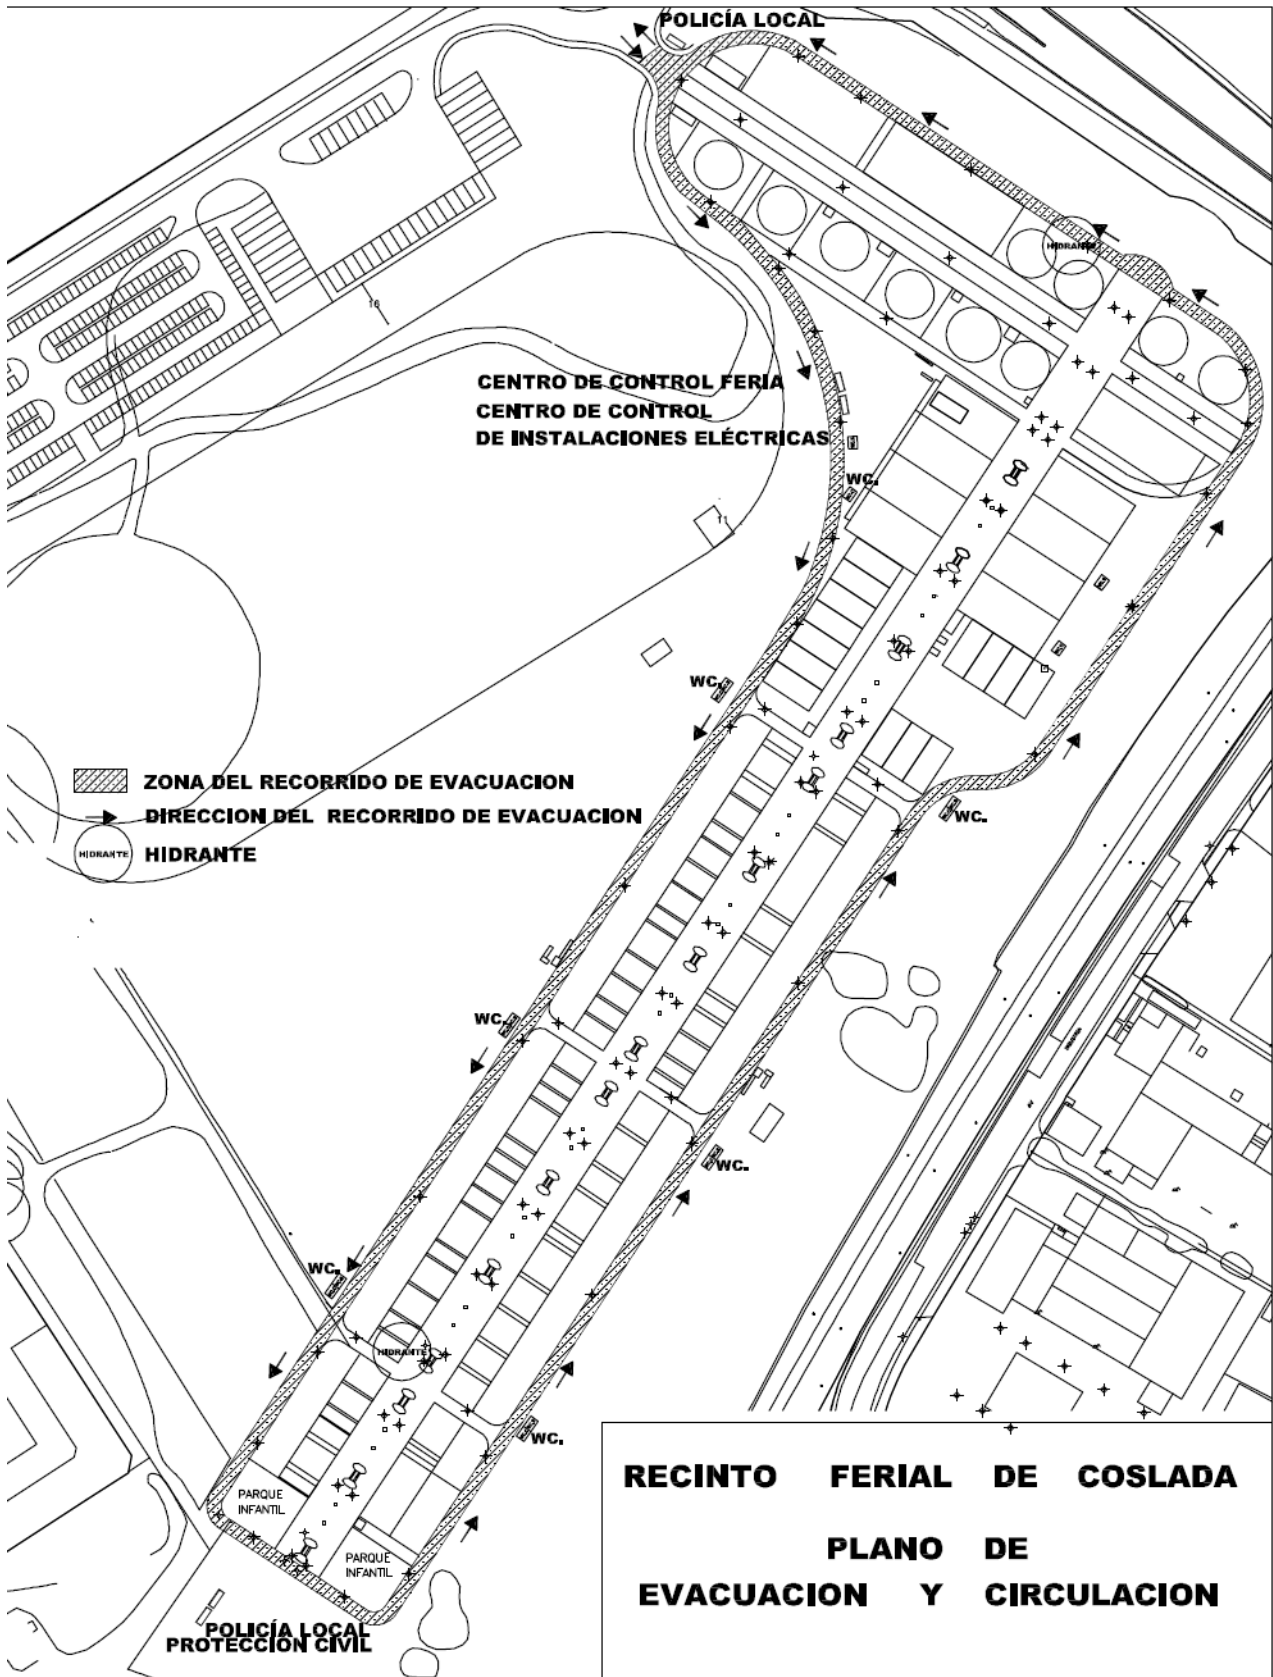 POLICÍA LOCAL
HIDRANTE
16
CENTRO DE CONTROL FERIA
CENTRO DE CONTROL
DE INSTALACIONES ELÉCTRICAS
WC.
11
WC.
ZONA DEL RECORRIDO DE EVACUACION
DIRECCION DEL RECORRIDO DE EVACUACION
WC.
HIDRANTE HIDRANTE
WC.
WC.
WC.
HIDRANTE
WC.
RECINTO FERIAL DE COSLADA
PARQUE
INFANTIL
PLANO DE
PARQUE
INFANTIL
EVACUACION Y CIRCULACION
POLICÍA LOCAL
PROTECCIÓN CIVIL